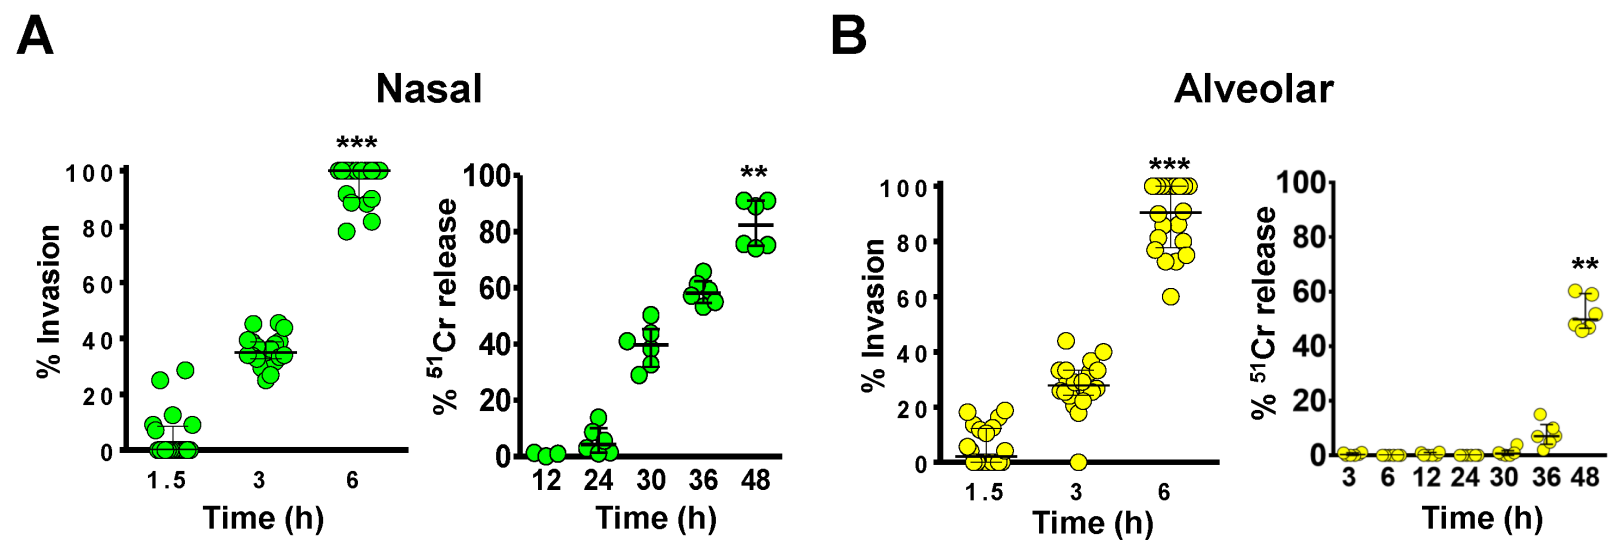 A
B
Nasal
Alveolar
***
100
80
60
40
20
0
% Invasion
1.5 3 6
Time (h)
**
100
80
60
40
20
0
% 51Cr release
12 24 30 36 48
Time (h)
***
100
80
60
40
20
0
% Invasion
1.5 3 6
Time (h)
**
100
80
60
40
20
0
% 51Cr release
3 6 12 24 30 36 48
Time (h)